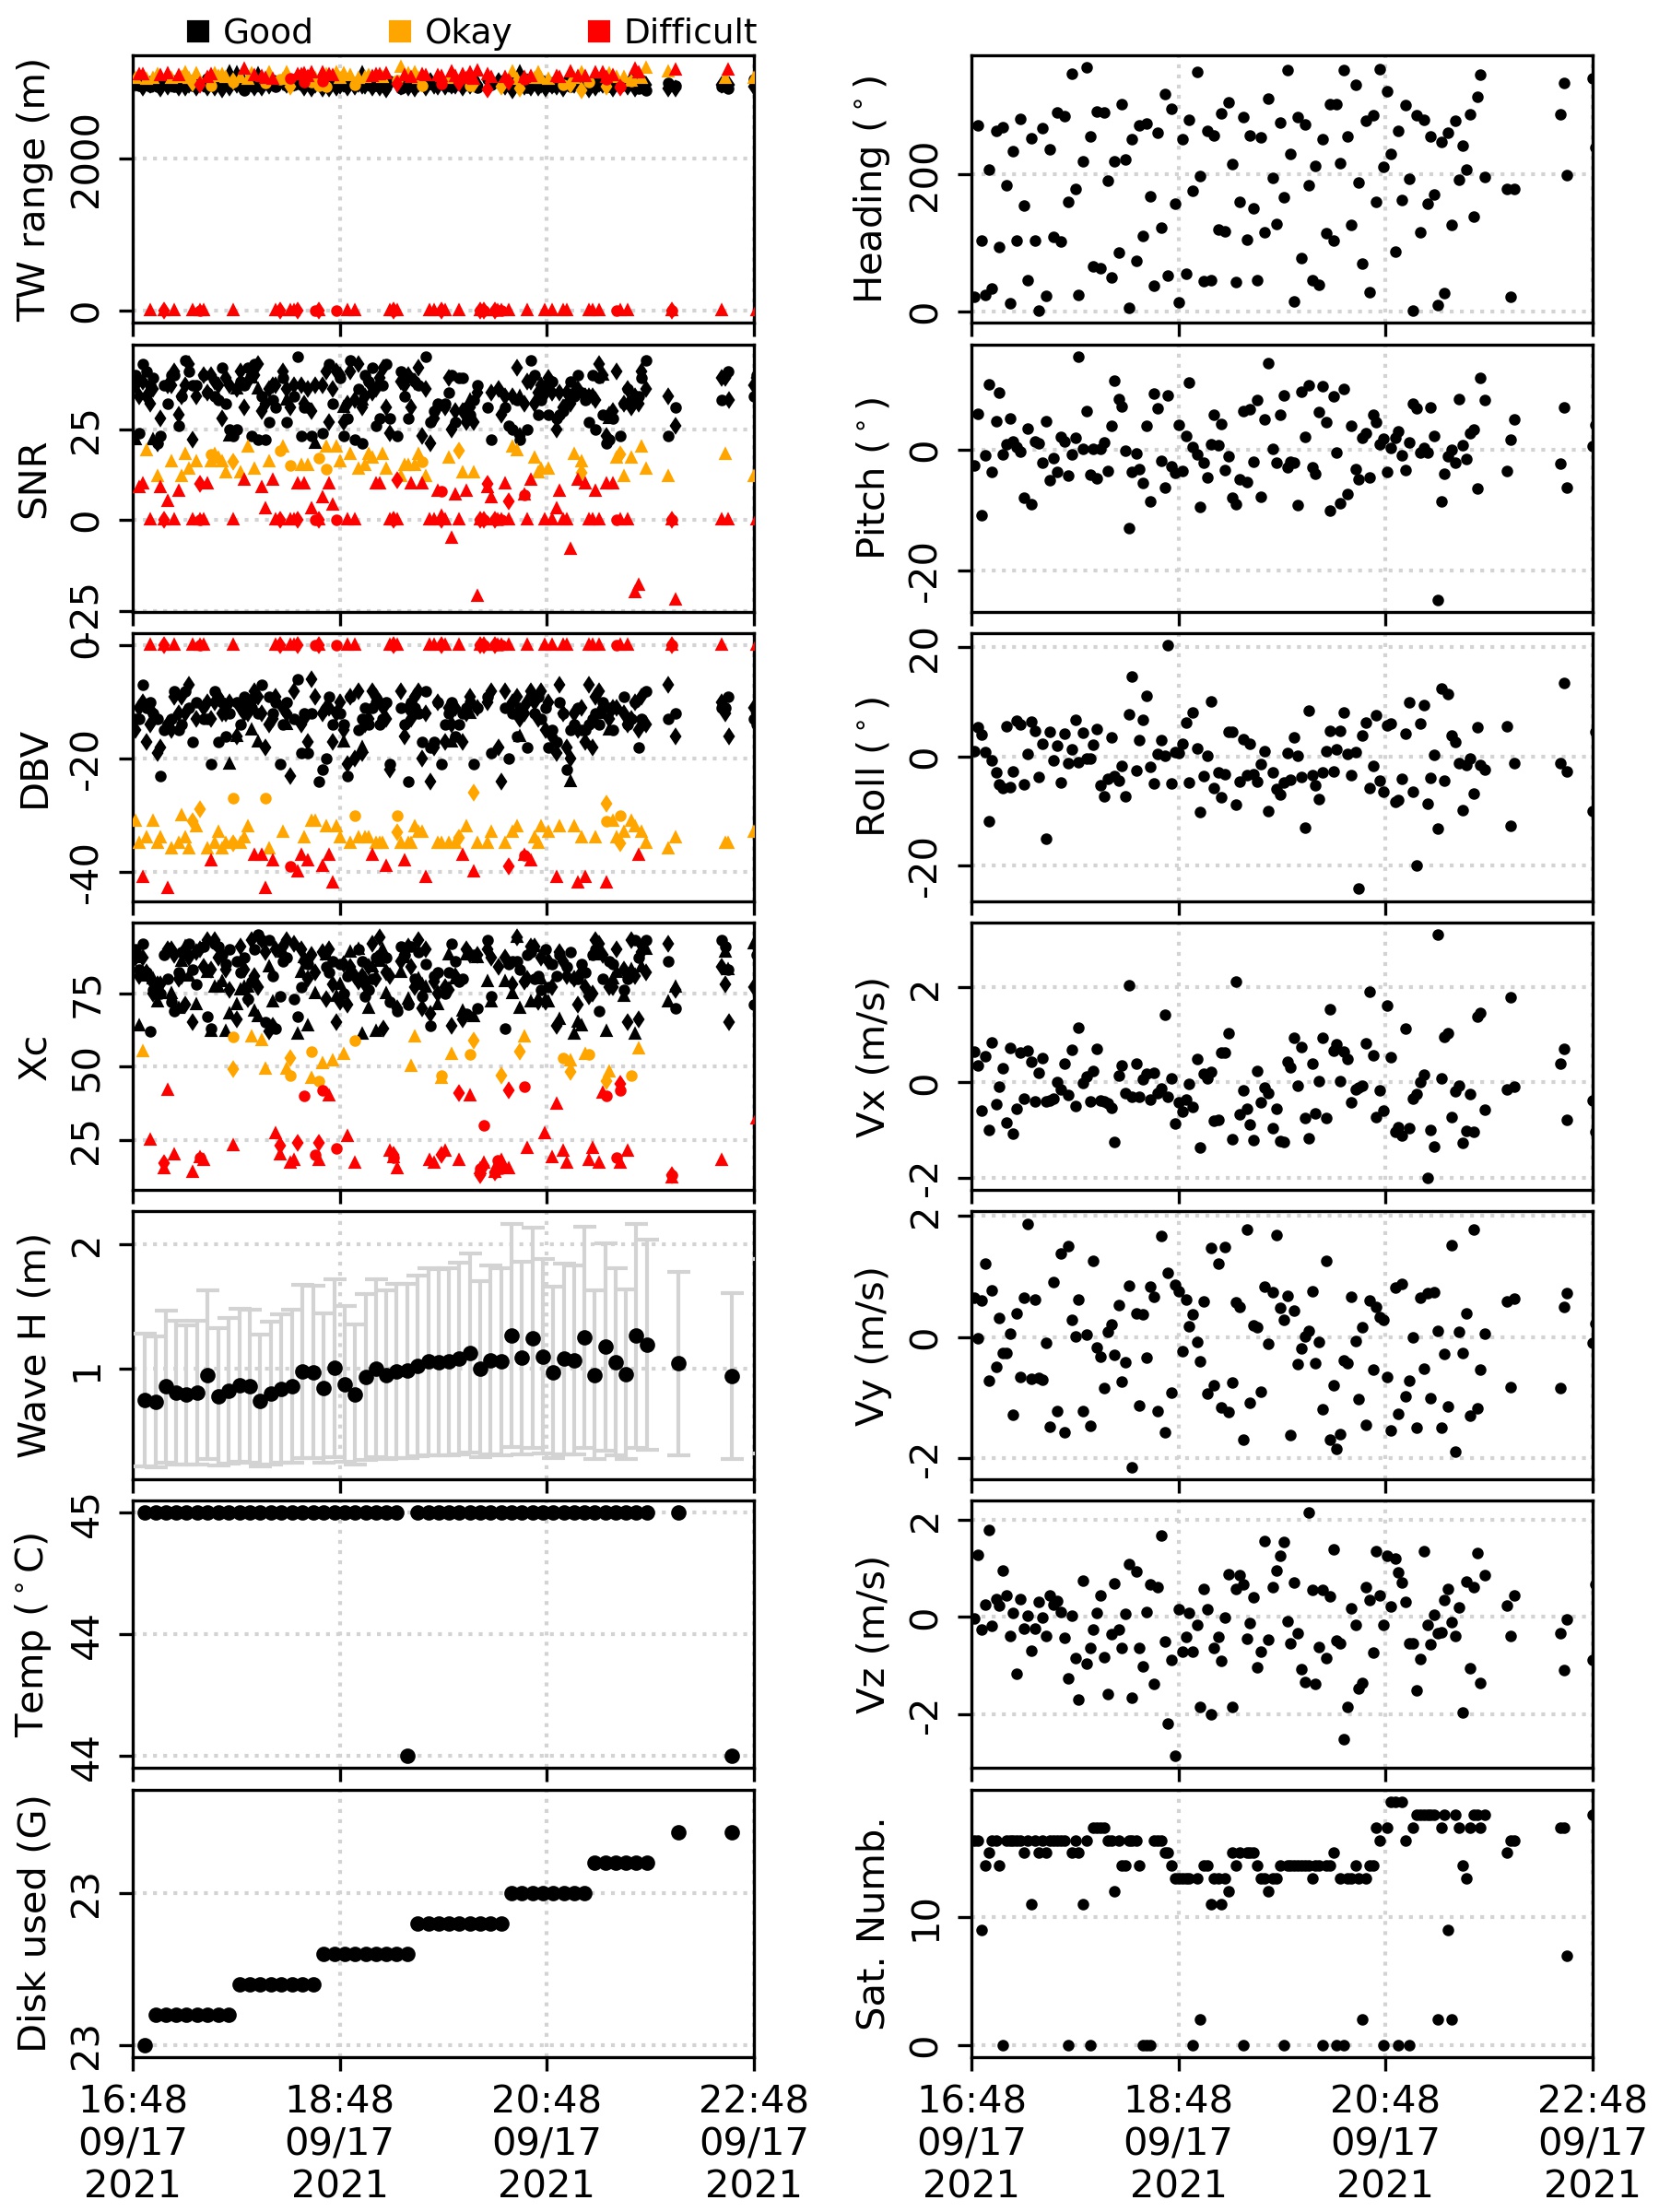 Good Okay Difficult
TW range (m)
2000
0
SNR
25
0
-25
DBV
0
-20
-40
Xc
75
50
25
Wave H (m)
2
1
Temp (°C)
45
44
44
Disk used (G)
23
23
16:48 18:48 20:48 22:48
09/17 09/17 09/17 09/17
2021 2021 2021 2021
Heading (°)
200
0
Pitch (°)
0
-20
Roll (°)
20
0
-20
Vx (m/s)
2
0
-2
Vy (m/s)
2
0
-2
Vz (m/s)
2
0
-2
Sat. Numb.
10
0
16:48 18:48 20:48 22:48
09/17 09/17 09/17 09/17
2021 2021 2021 2021